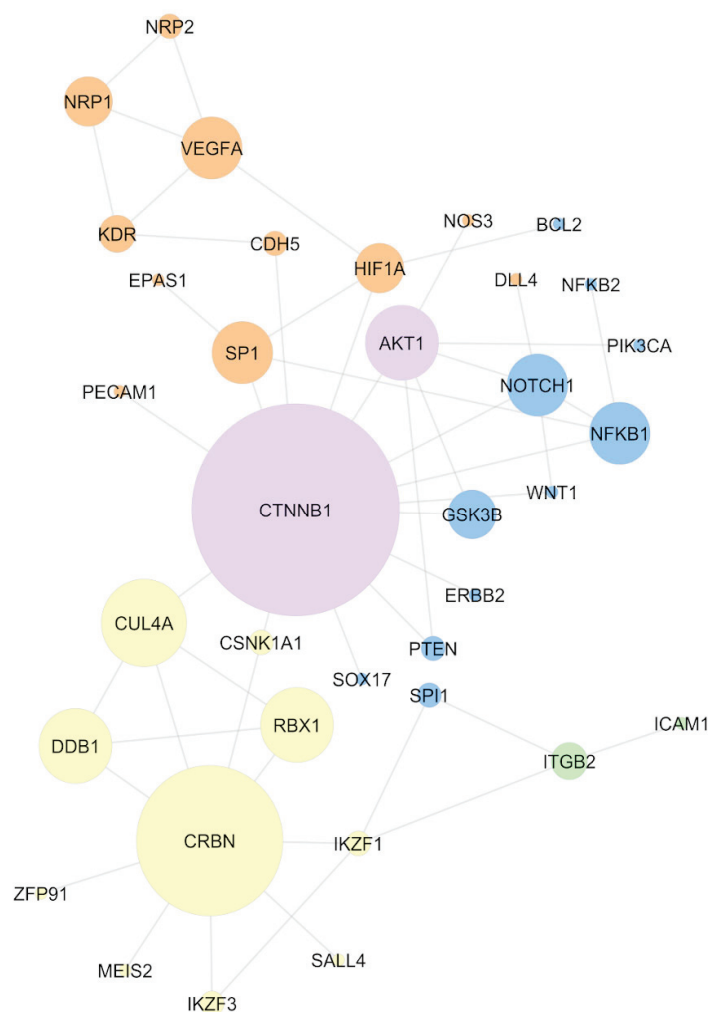 NRP2
NRP1
VEGFA
NOS3
BCL2
KDR
CDH5
HIF1A
EPAS1
DLL4
NFKB2
AKT1
PIK3CA
SP1
NOTCH1
PECAM1
NFKB1
WNT1
CTNNB1
GSK3B
ERBB2
CUL4A
CSNK1A1
PTEN
SOX17
SPI1
RBX1
ICAM1
DDB1
ITGB2
CRBN
IKZF1
ZFP91
SALL4
MEIS2
IKZF3